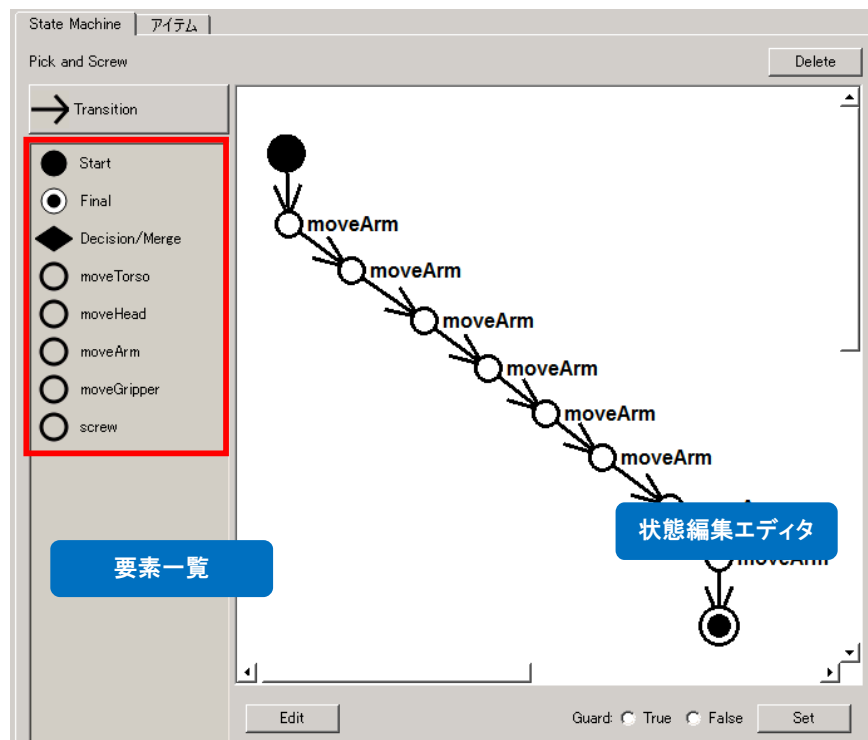 State Machine アイテム
Pick and Screw Delete
Transition
Start
Final
Decision/Merge
moveTorso
moveHead
moveArm
moveGripper
screw
moveArm
moveArm
moveArm
moveArm
moveArm
moveArm
状態編集エディタ
要素一覧
moveArm
Edit Guard: True False Set